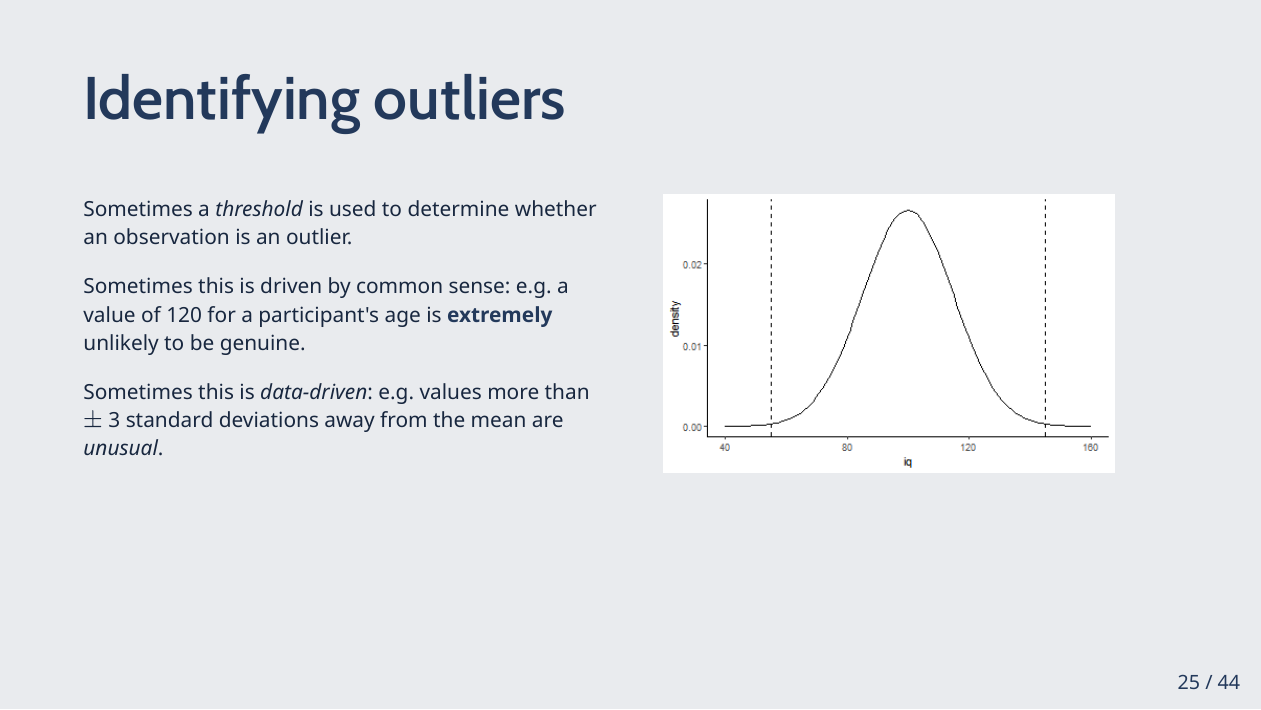 Identifying outliers
Sometimes a threshold is used to determine whether
an observation is an outlier.
Sometimes this is driven by common sense: e.g. a
value of 120 for a participant's age is extremely
unlikely to be genuine.
Sometimes this is data-driven: e.g. values more than
± 3 standard deviations away from the mean are
unusual.
density
0.02
0.01
0.00
40 80 120 160
iq
25 / 44